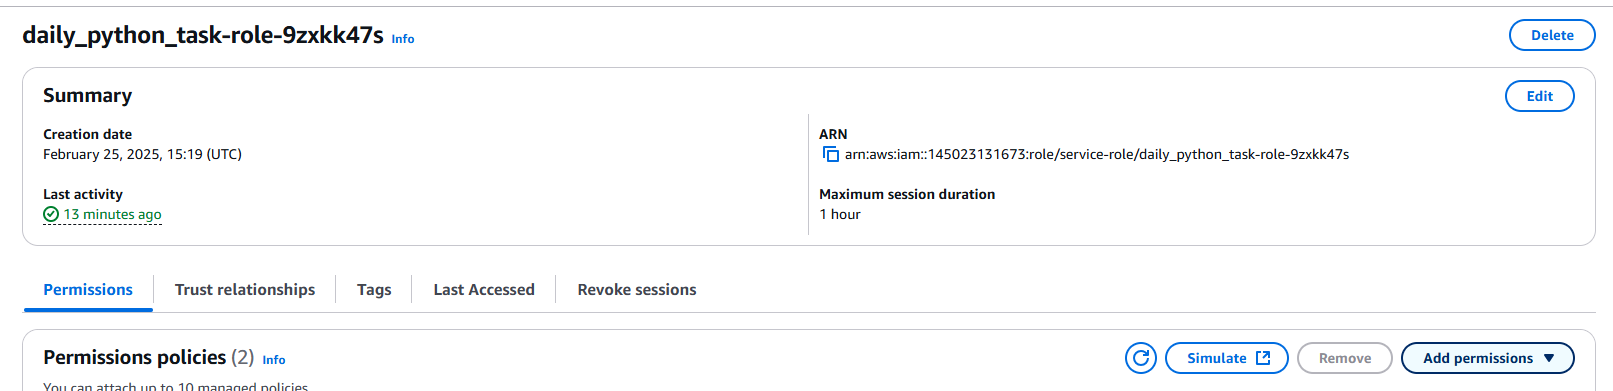 daily_python_task-role-9zxkk47s Info
Delete
Summary
Edit
Creation date
February 25, 2025, 15:19 (UTC)
ARN
arn:aws:iam::145023131673:role/service-role/daily_python_task-role-9zxkk47s
Last activity
13 minutes ago
Maximum session duration
1 hour
Permissions
Trust relationships
Tags
Last Accessed
Revoke sessions
Permissions policies (2) Info
Simulate
Remove
Add permissions
You can attach up to 10 managed policies